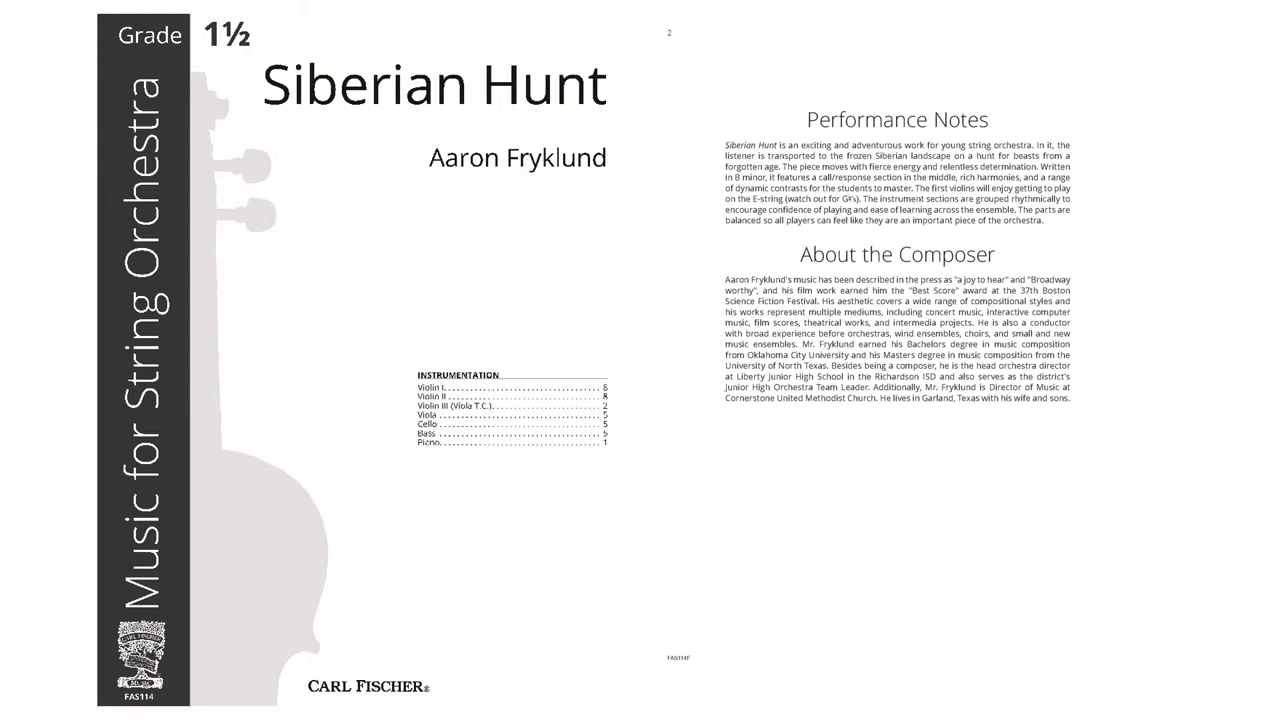 Grade 1½
Music for String Orchestra
Siberian Hunt
Aaron Fryklund
INSTRUMENTATION
Violin I. . . . . . . . . . . . . . . . . . . . . . . . . . . . . . 8
Violin II . . . . . . . . . . . . . . . . . . . . . . . . . . . . . 8
Violin III (Viola T.C.). . . . . . . . . . . . . . . . . . . . 2
Viola . . . . . . . . . . . . . . . . . . . . . . . . . . . . . . . 5
Cello . . . . . . . . . . . . . . . . . . . . . . . . . . . . . . . 5
Bass . . . . . . . . . . . . . . . . . . . . . . . . . . . . . . . 5
Piano. . . . . . . . . . . . . . . . . . . . . . . . . . . . . . . 1
CARL FISCHER
MUSIC
FAS114
CARL FISCHER®
2
Performance Notes
Siberian Hunt is an exciting and adventurous work for young string orchestra. In it, the
listener is transported to the frozen Siberian landscape on a hunt for beasts from a
forgotten age. The piece moves with fierce energy and relentless determination. Written
in B minor, it features a call/response section in the middle, rich harmonies, and a range
of dynamic contrasts for the students to master. The first violins will enjoy getting to play
on the E-string (watch out for G♯'s). The instrument sections are grouped rhythmically to
encourage confidence of playing and ease of learning across the ensemble. The parts are
balanced so all players can feel like they are an important piece of the orchestra.
About the Composer
Aaron Fryklund's music has been described in the press as "a joy to hear" and "Broadway
worthy", and his film work earned him the "Best Score" award at the 37th Boston
Science Fiction Festival. His aesthetic covers a wide range of compositional styles and
his works represent multiple mediums, including concert music, interactive computer
music, film scores, theatrical works, and intermedia projects. He is also a conductor
with broad experience before orchestras, wind ensembles, choirs, and small and new
music ensembles. Mr. Fryklund earned his Bachelors degree in music composition
from Oklahoma City University and his Masters degree in music composition from the
University of North Texas. Besides being a composer, he is the head orchestra director
at Liberty Junior High School in the Richardson ISD and also serves as the district's
Junior High Orchestra Team Leader. Additionally, Mr. Fryklund is Director of Music at
Cornerstone United Methodist Church. He lives in Garland, Texas with his wife and sons.
FAS114F